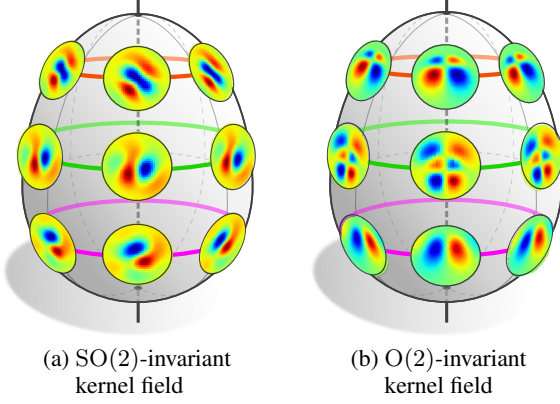 (a) SO(2)-invariant
kernel field
(b) O(2)-invariant
kernel field